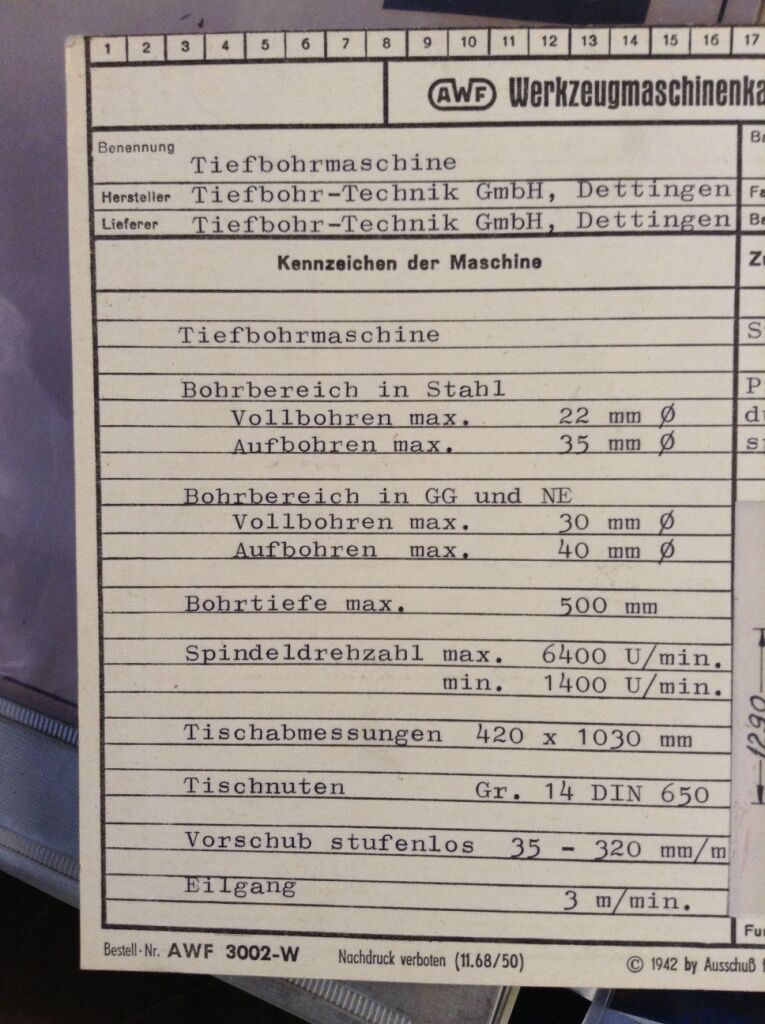 1 2 3 4 5 6 7 8 9 10 11 12 13 14 15 16 17
AWF Werkzeugmaschinenka
Benennung Tiefbohrmaschine
Hersteller Tiefbohr-Technik GmbH, Dettingen
Lieferer Tiefbohr-Technik GmbH, Dettingen
Kennzeichen der Maschine
Tiefbohrmaschine
Bohrbereich in Stahl
Vollbohren max. 22 mm Ø
Aufbohren max. 35 mm Ø
Bohrbereich in GG und NE
Vollbohren max. 30 mm Ø
Aufbohren max. 40 mm Ø
Bohrtiefe max. 500 mm
Spindeldrehzahl max. 6400 U/min.
min. 1400 U/min.
Tischabmessungen 420 x 1030 mm
1290
Tischnuten Gr. 14 DIN 650
Vorschub stufenlos 35 - 320 mm/m
Eilgang 3 m/min.
Bestell-Nr. AWF 3002-W Nachdruck verboten (11.68/50) © 1942 by Ausschuß